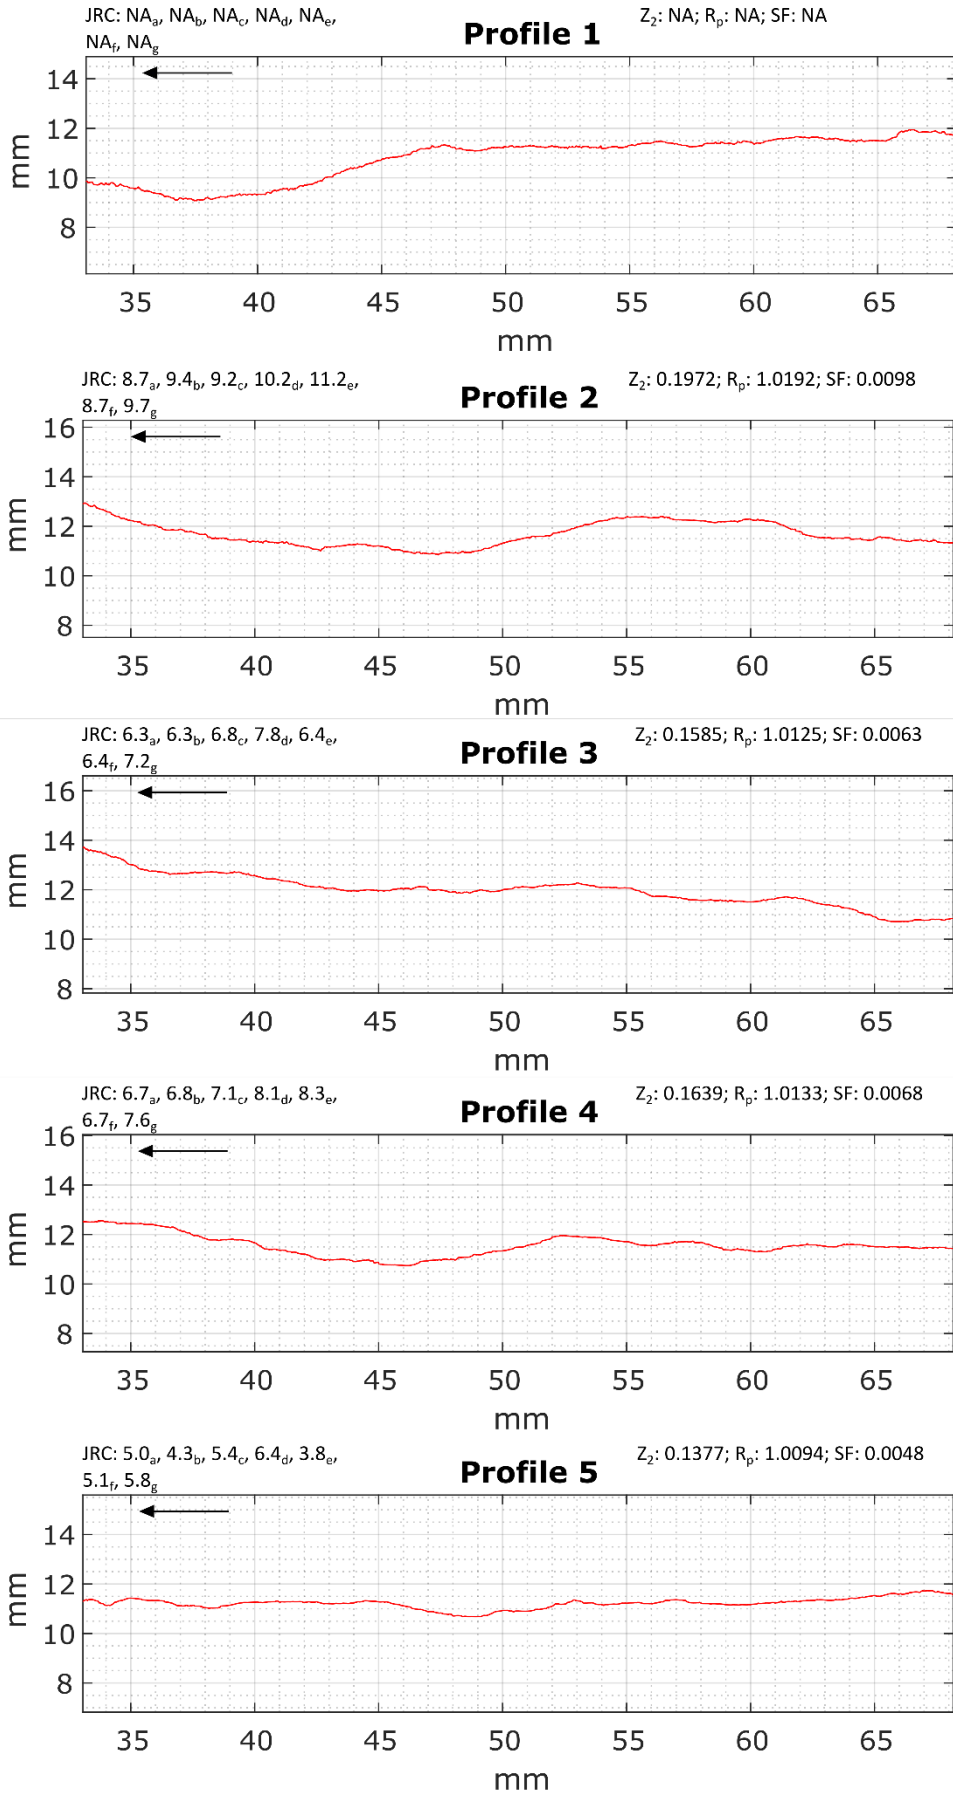 JRC: NAa, NAb, NAc, NAd, NAe,
NAf, NAg
Profile 1
Z2: NA; Rp: NA; SF: NA
14
12
10
8
mm
35 40 45 50 55 60 65
mm
JRC: 8.7a, 9.4b, 9.2c, 10.2d, 11.2e,
8.7f, 9.7g
Profile 2
Z2: 0.1972; Rp: 1.0192; SF: 0.0098
16
14
12
10
8
mm
35 40 45 50 55 60 65
mm
JRC: 6.3a, 6.3b, 6.8c, 7.8d, 6.4e,
6.4f, 7.2g
Profile 3
Z2: 0.1585; Rp: 1.0125; SF: 0.0063
16
14
12
10
8
mm
35 40 45 50 55 60 65
mm
JRC: 6.7a, 6.8b, 7.1c, 8.1d, 8.3e,
6.7f, 7.6g
Profile 4
Z2: 0.1639; Rp: 1.0133; SF: 0.0068
16
14
12
10
8
mm
35 40 45 50 55 60 65
mm
JRC: 5.0a, 4.3b, 5.4c, 6.4d, 3.8e,
5.1f, 5.8g
Profile 5
Z2: 0.1377; Rp: 1.0094; SF: 0.0048
14
12
10
8
mm
35 40 45 50 55 60 65
mm